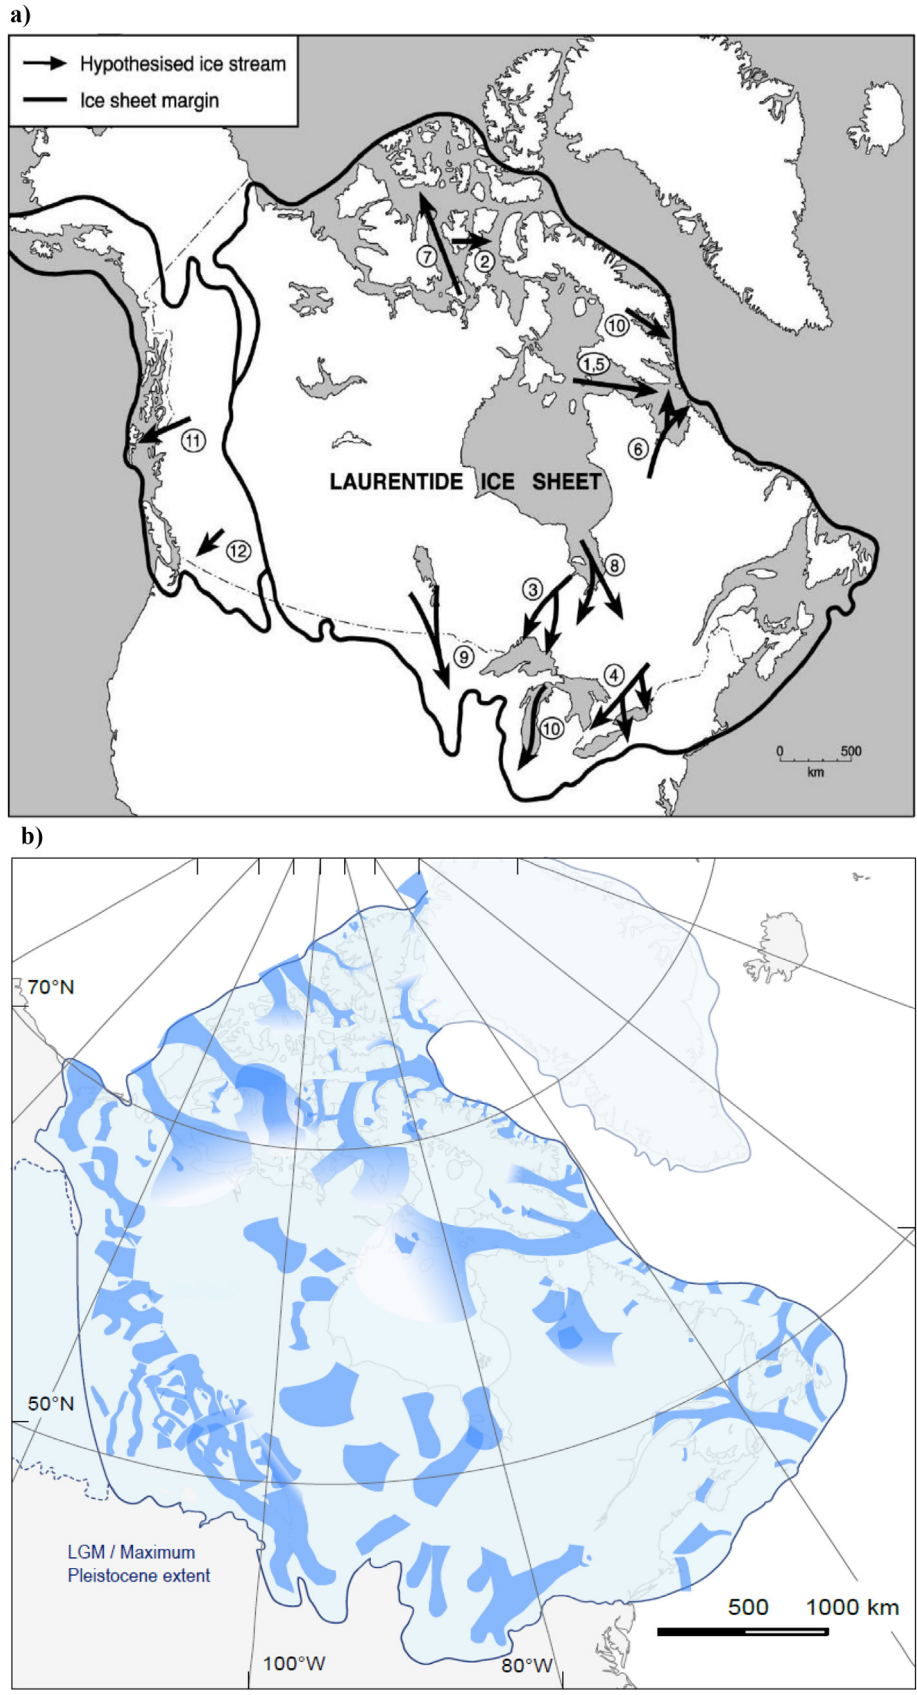 a)
Hypothesised ice stream
Ice sheet margin
7
2
10
1,5
6
11
LAURENTIDE ICE SHEET
12
3
8
9
4
10
0 500
km
b)
70°N
50°N
LGM / Maximum
Pleistocene extent
500 1000 km
100°W
80°W